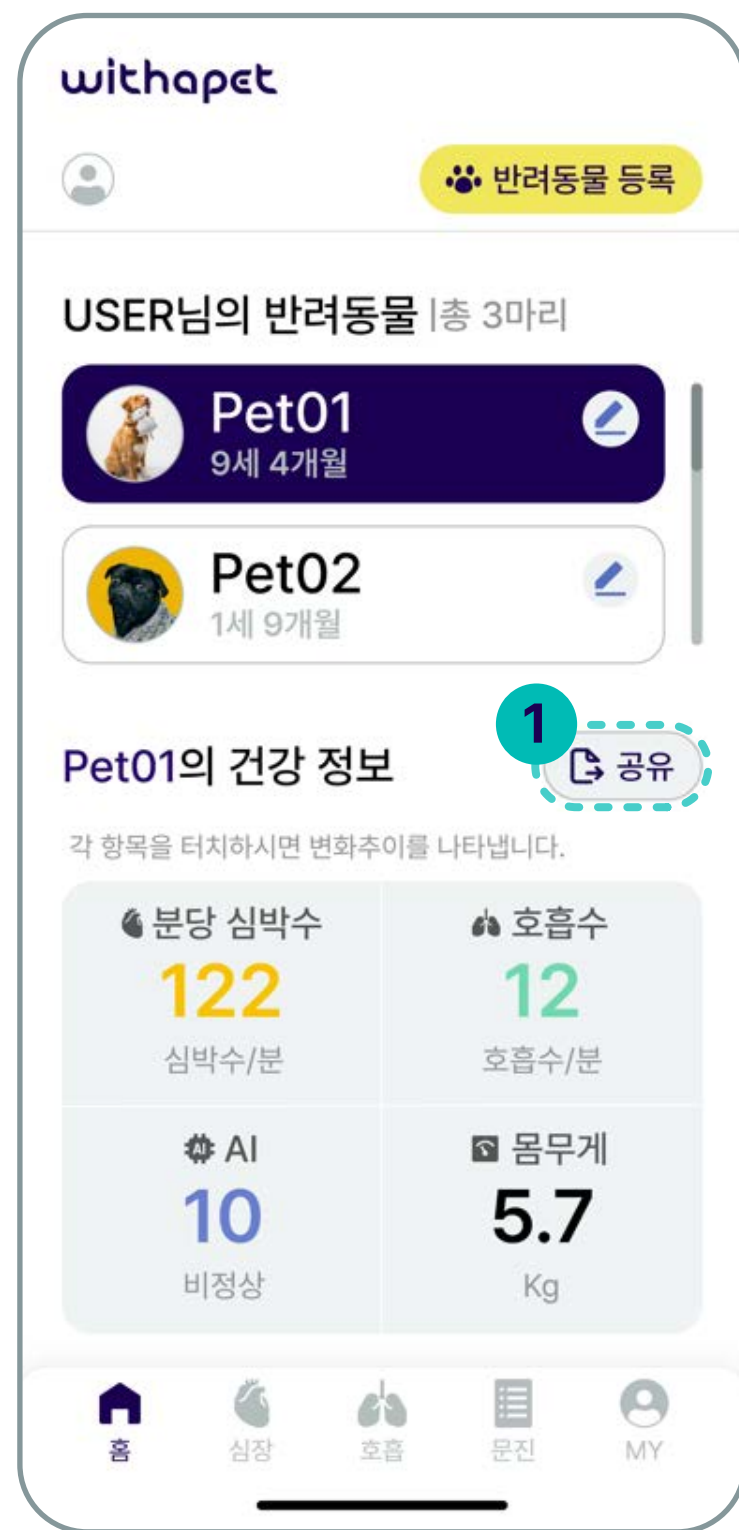 withapet
반려동물 등록
USER님의 반려동물 |총 3마리
Pet01
9세 4개월
Pet02
1세 9개월
1
Pet01의 건강 정보
공유
각 항목을 터치하시면 변화추이를 나타냅니다.
분당 심박수
122
심박수/분
호흡수
12
호흡수/분
AI AI
10
비정상
몸무게
5.7
Kg
홈
심장
호흡
문진
MY